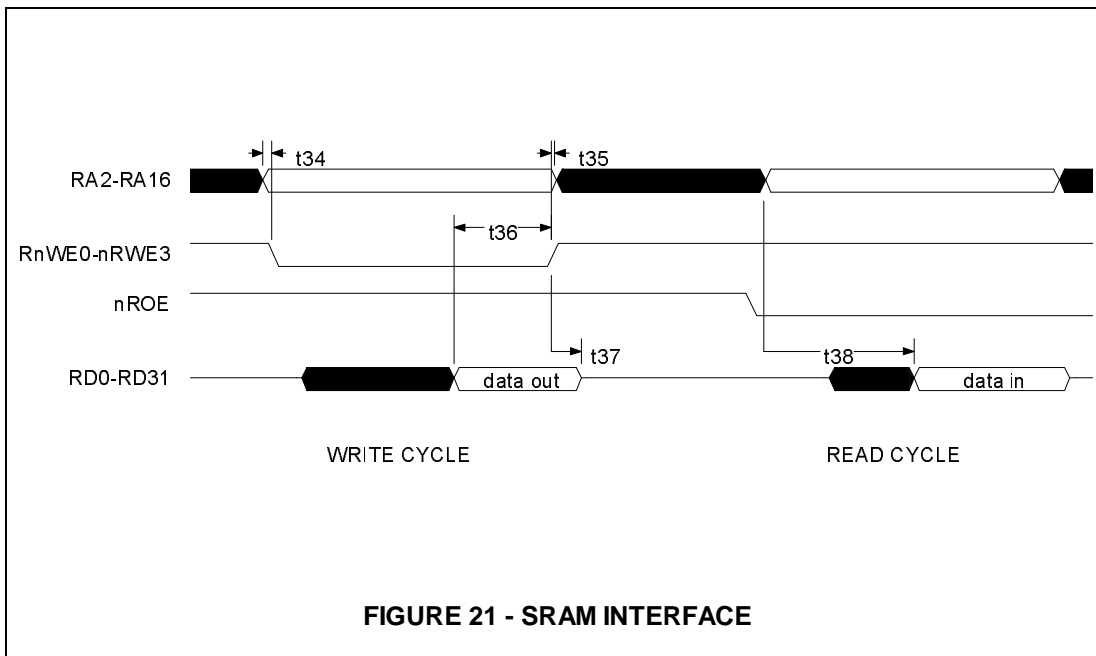 t34
t35
RA2-RA16
t36
RnWE0-nRWE3
nROE
t37
t38
RD0-RD31
data out
data in
WRITE CYCLE
READ CYCLE
FIGURE 21 - SRAM INTERFACE